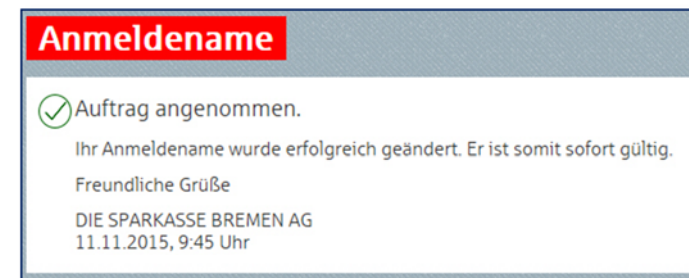 Anmeldename
Auftrag angenommen.
Ihr Anmeldename wurde erfolgreich geändert. Er ist somit sofort gültig.
Freundliche Grüße
DIE SPARKASSE BREMEN AG
11.11.2015, 9:45 Uhr